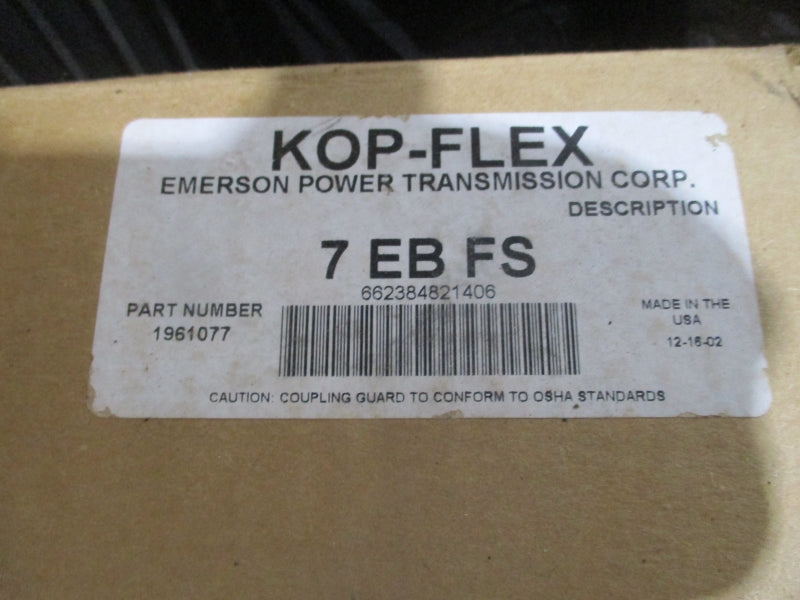 KOP-FLEX
EMERSON POWER TRANSMISSION CORP.
DESCRIPTION
7 EB FS
662384821406
PART NUMBER
1961077
MADE IN THE
USA
12-16-02
CAUTION: COUPLING GUARD TO CONFORM TO OSHA STANDARDS